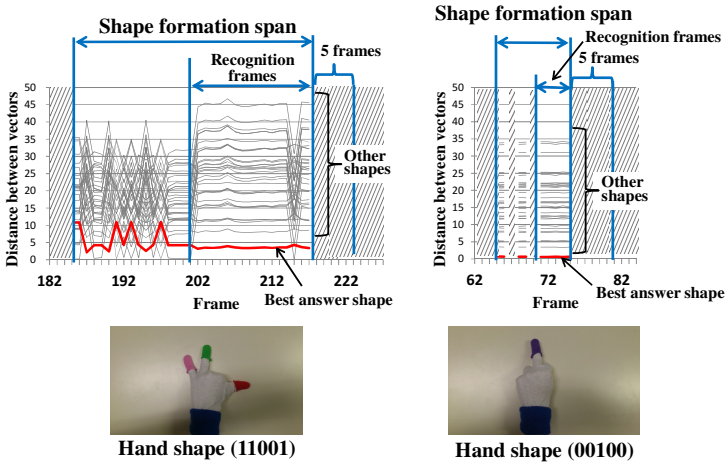 Shape formation span
Recognition
frames
5 frames
50
45
40
35
30
25
20
15
10
5
0
Distance between vectors
Other
shapes
182
192
202
212
222
Frame
Best answer shape
Hand shape (11001)
Shape formation span
Recognition frames
5 frames
50
45
40
35
30
25
20
15
10
5
0
Distance between vectors
Other
shapes
62
72
82
Frame
Best answer shape
Hand shape (00100)